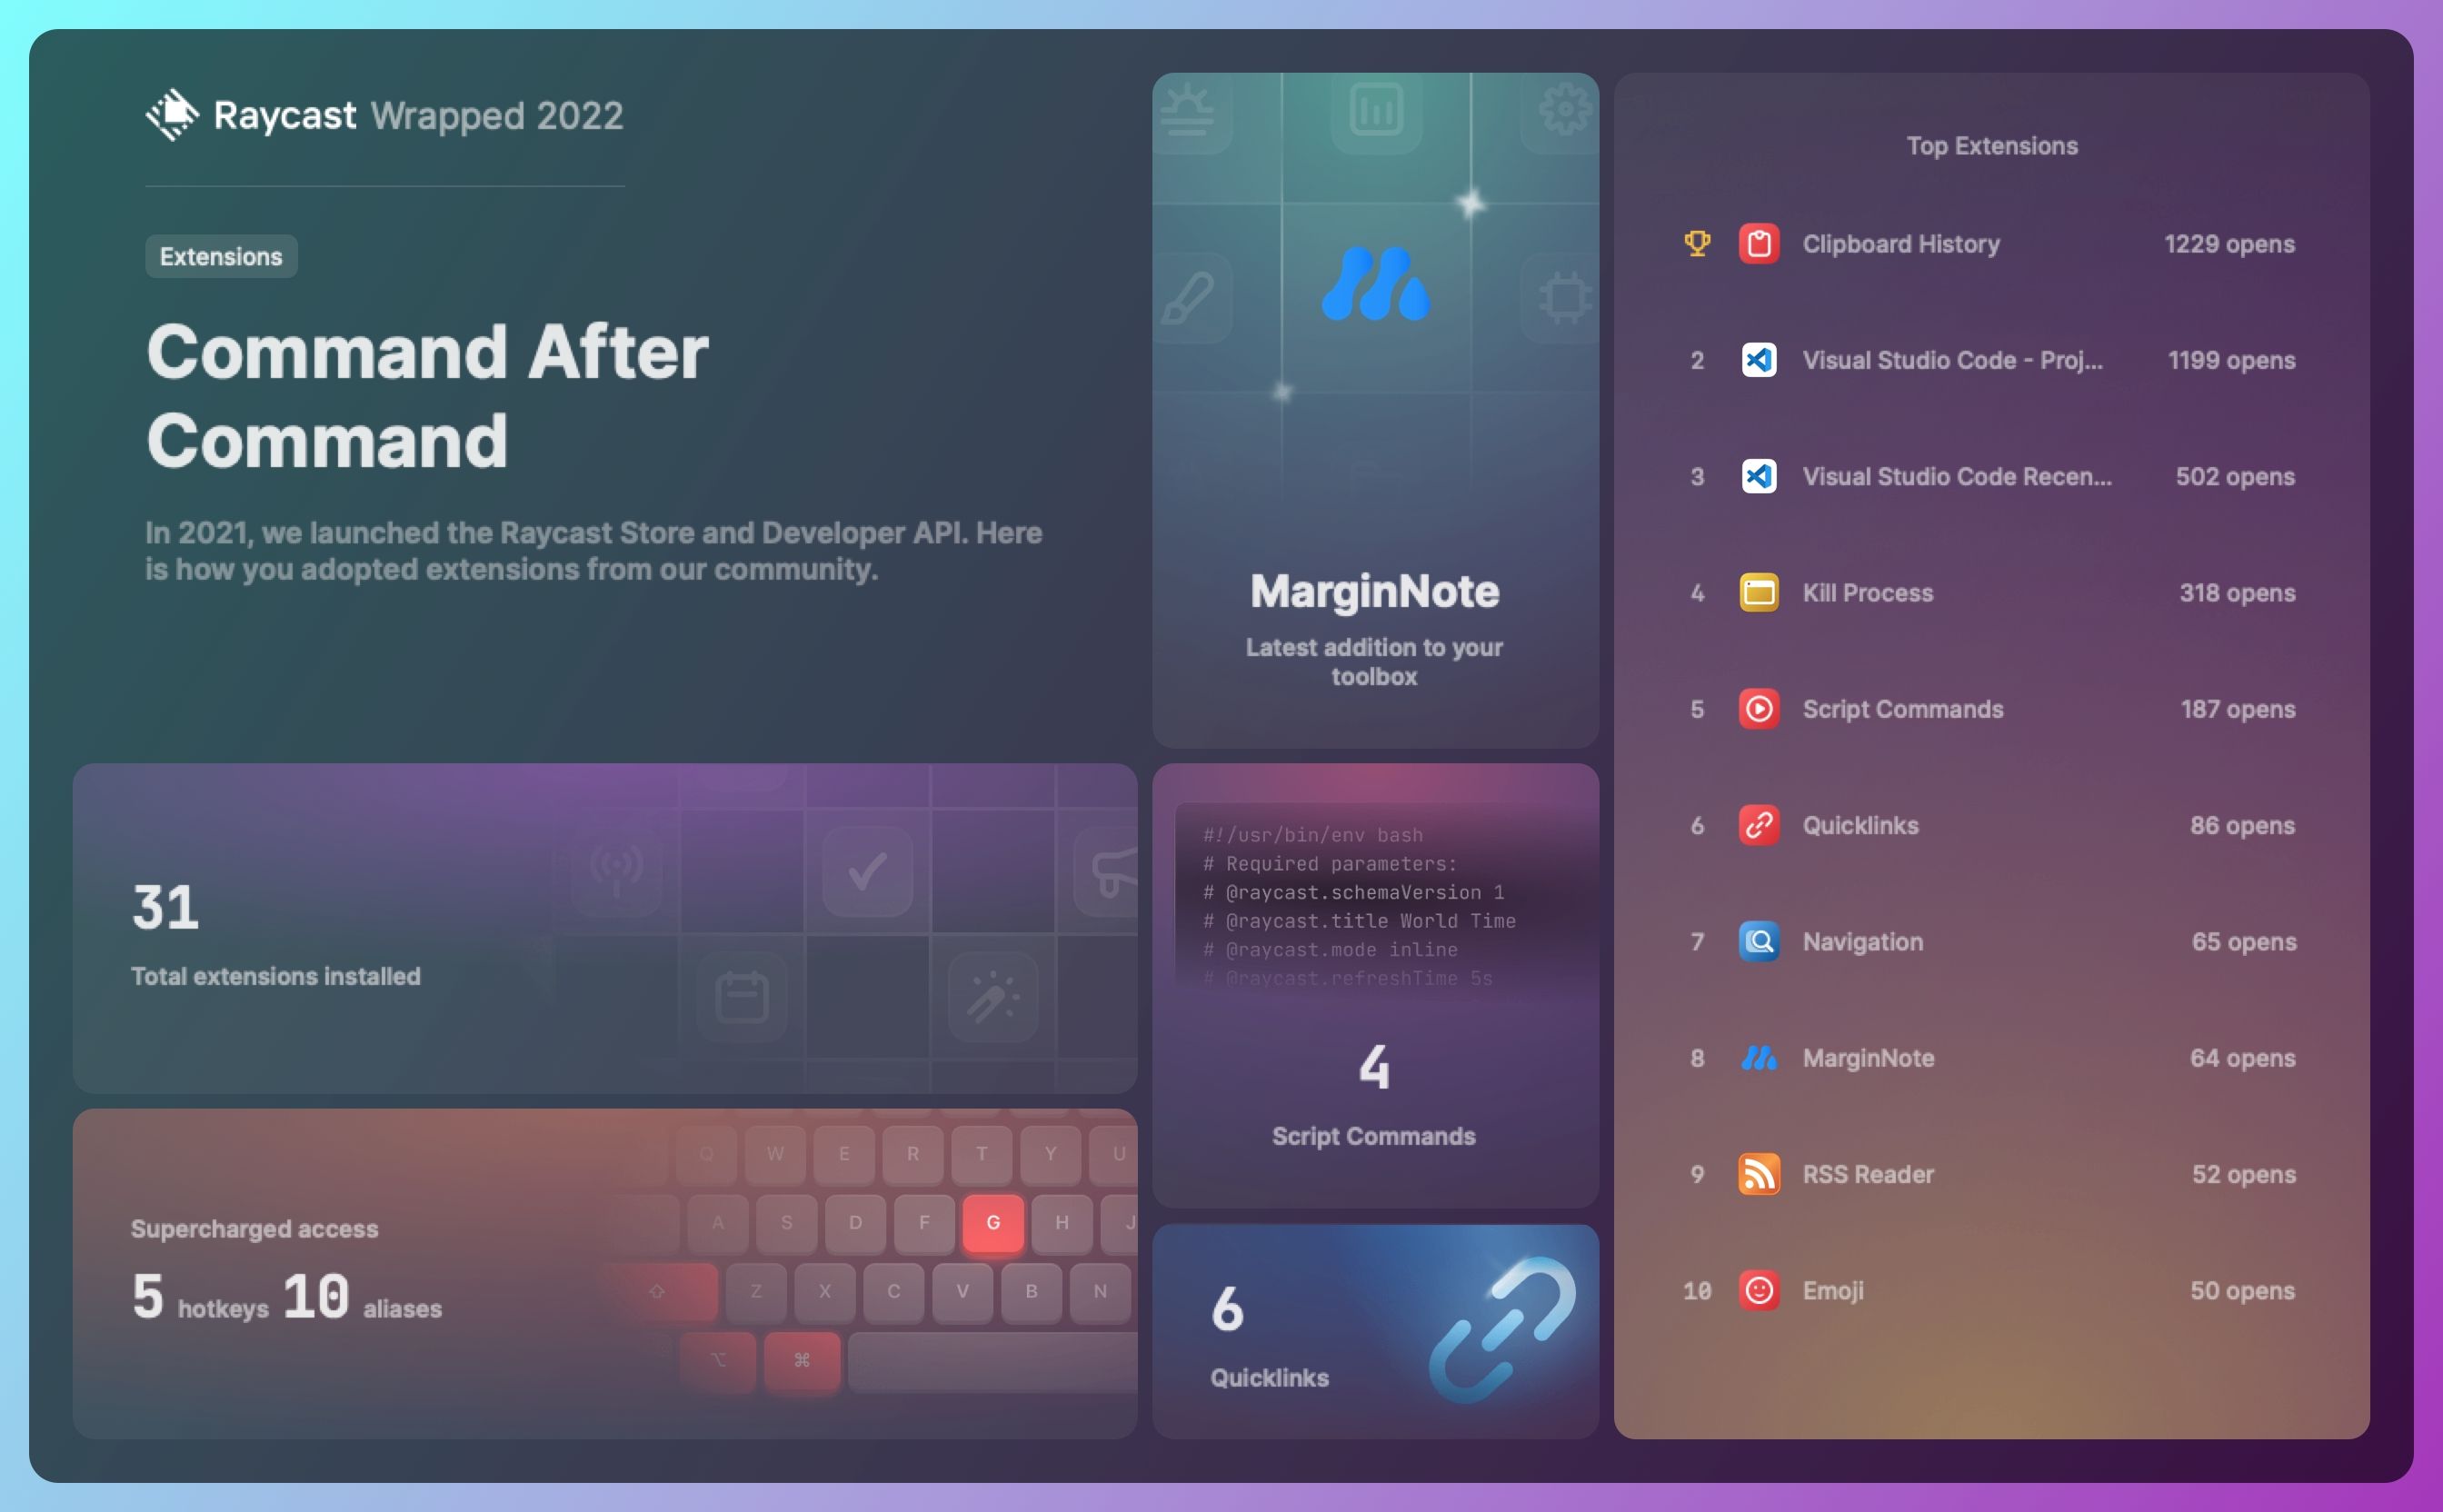 Raycast Wrapped 2022
Extensions
Command After
Command
In 2021, we launched the Raycast Store and Developer API. Here
is how you adopted extensions from our community.
MarginNote
Latest addition to your
toolbox
31
Total extensions installed
Supercharged access
5 hotkeys 10 aliases
Q W E R T Y U
A S D F G H J
⇧ Z X C V B N
⌥ ⌘
#!/usr/bin/env bash
# Required parameters:
# @raycast.schemaVersion 1
# @raycast.title World Time
# @raycast.mode inline
# @raycast.refreshTime 5s
4
Script Commands
6
Quicklinks
Top Extensions
Clipboard History 1229 opens
2 Visual Studio Code - Proj... 1199 opens
3 Visual Studio Code Recen... 502 opens
4 Kill Process 318 opens
5 Script Commands 187 opens
6 Quicklinks 86 opens
7 Navigation 65 opens
8 MarginNote 64 opens
9 RSS Reader 52 opens
10 Emoji 50 opens